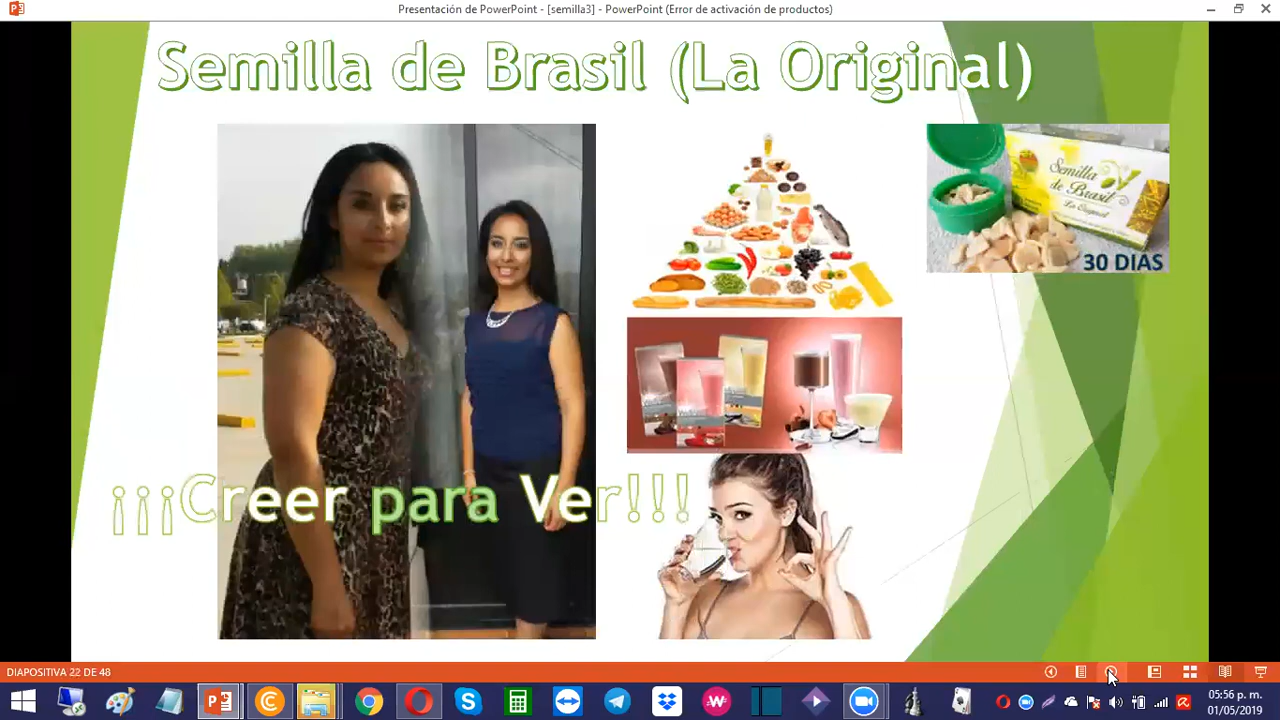 Presentación de PowerPoint - [semilla3] - PowerPoint (Error de activación de productos)
Semilla de Brasil (La Original)
Semilla
de Brasil
La Original
30 DIAS
¡¡¡Creer para Ver!!!
DIAPOSITIVA 22 DE 48
05:56 p. m.
01/05/2019